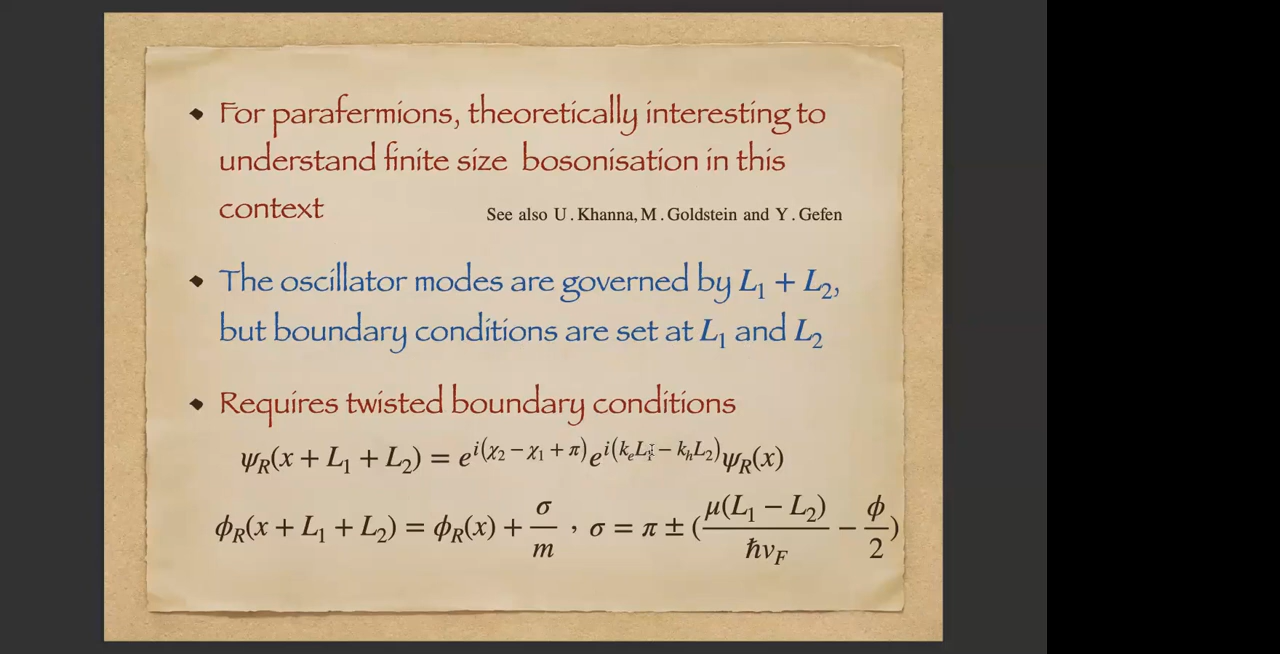 For parafermions, theoretically interesting to
understand finite size bosonisation in this
context
See also U. Khanna, M. Goldstein and Y. Gefen
The oscillator modes are governed by L₁ + L₂,
but boundary conditions are set at L₁ and L₂
Requires twisted boundary conditions
ψ_R(x + L₁ + L₂) = e^{i(χ₂ − χ₁ + π)} e^{i(k_e L₁ − k_h L₂)} ψ_R(x)
ϕ_R(x + L₁ + L₂) = ϕ_R(x) + σ/m , σ = π ± (μ(L₁ − L₂)/ħv_F − ϕ/2)